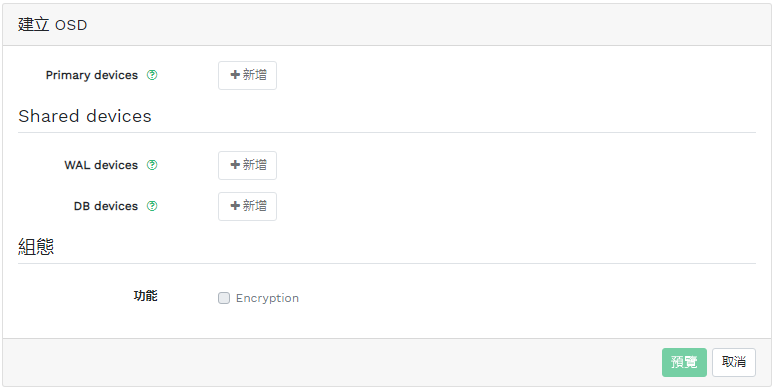 建立 OSD
Primary devices
新增
Shared devices
WAL devices
新增
DB devices
新增
組態
功能
Encryption
預覽 取消